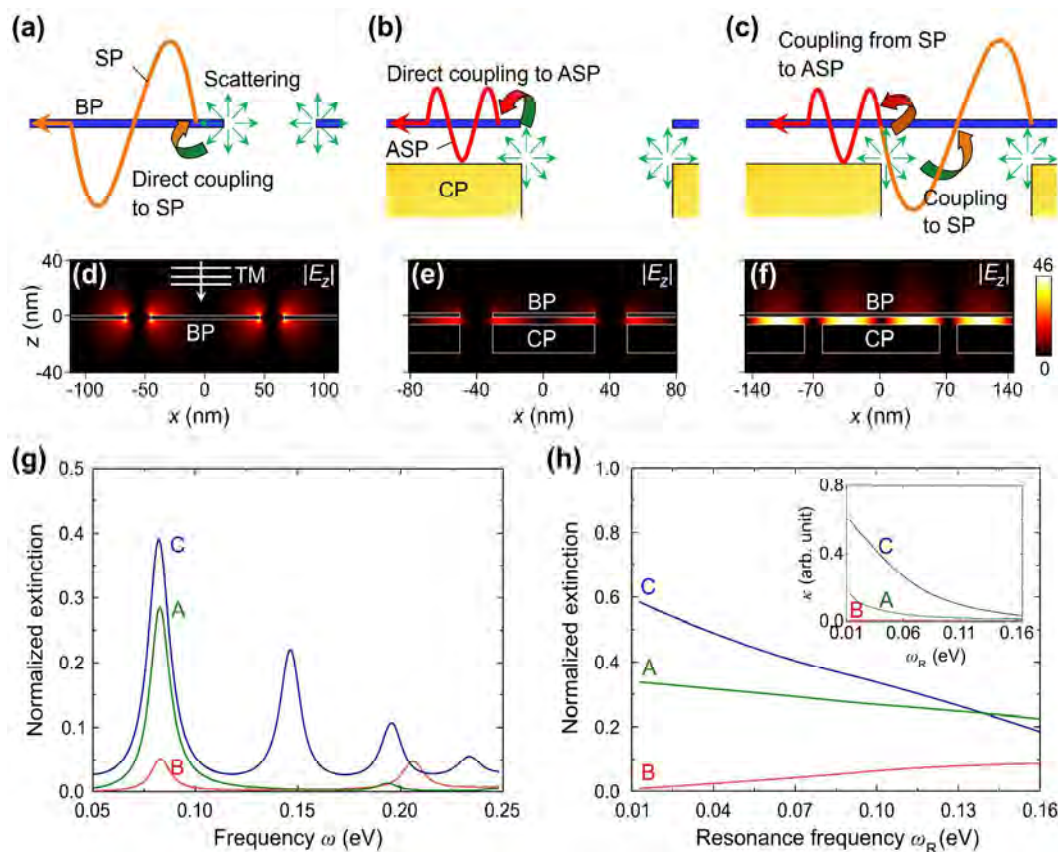 (a)
SP
Scattering
BP
Direct coupling
to SP
(b)
Direct coupling to ASP
ASP
CP
(c)
Coupling from SP
to ASP
Coupling
to SP
(d)
TM
|E_z|
BP
z (nm)
40
0
-40
-100 -50 0 50 100
x (nm)
(e)
|E_z|
BP
CP
-80 -40 0 40 80
x (nm)
(f)
|E_z|
BP
CP
-140 -70 0 70 140
x (nm)
46
0
(g)
Normalized extinction
0.5
0.4
0.3
0.2
0.1
0.0
C
A
B
0.05 0.10 0.15 0.20 0.25
Frequency ω (eV)
(h)
Normalized extinction
1.0
0.8
0.6
0.4
0.2
0.0
C
A
B
0.01 0.04 0.07 0.10 0.13 0.16
Resonance frequency ω_R (eV)
κ (arb. unit)
0.8
0.4
0.0
C
B A
0.01 0.06 0.11 0.16
ω_R (eV)